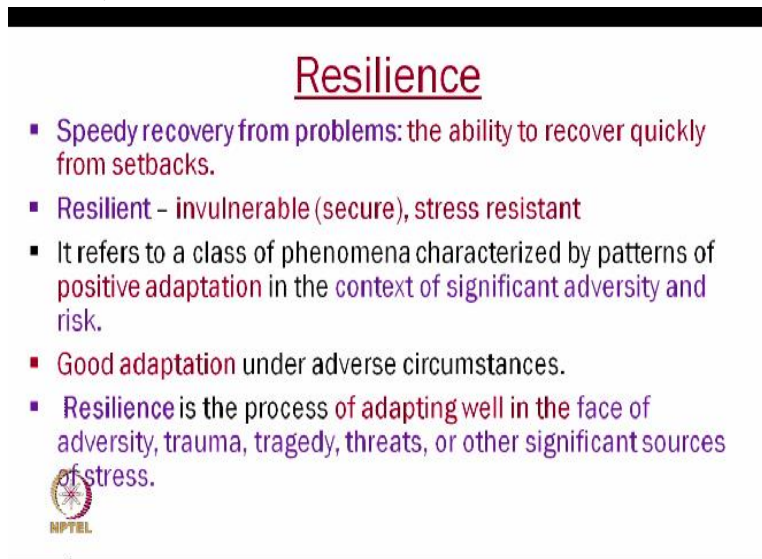 Resilience
▪ Speedy recovery from problems: the ability to recover quickly
from setbacks.
▪ Resilient – invulnerable (secure), stress resistant
▪ It refers to a class of phenomena characterized by patterns of
positive adaptation in the context of significant adversity and
risk.
▪ Good adaptation under adverse circumstances.
▪ Resilience is the process of adapting well in the face of
adversity, trauma, tragedy, threats, or other significant sources
of stress.
NPTEL